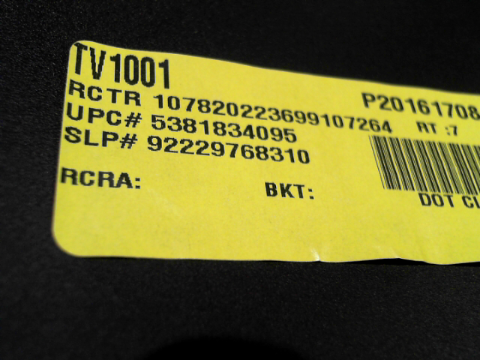 TV1001
RCTR 107820223699107264
P20161708
UPC# 5381834095
RT :7
SLP# 92229768310
RCRA:
BKT:
DOT CL